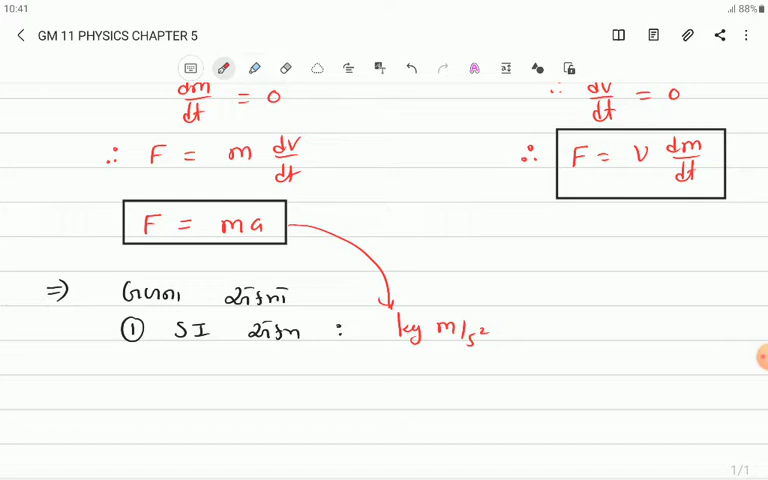 10:41
88%
GM 11 PHYSICS CHAPTER 5
dm/dt = 0
∴ dv/dt = 0
∴ F = m dv/dt
∴ F = v dm/dt
F = ma
⇒ બળના એકમો
① SI એકમ : kg m/s²
1/1